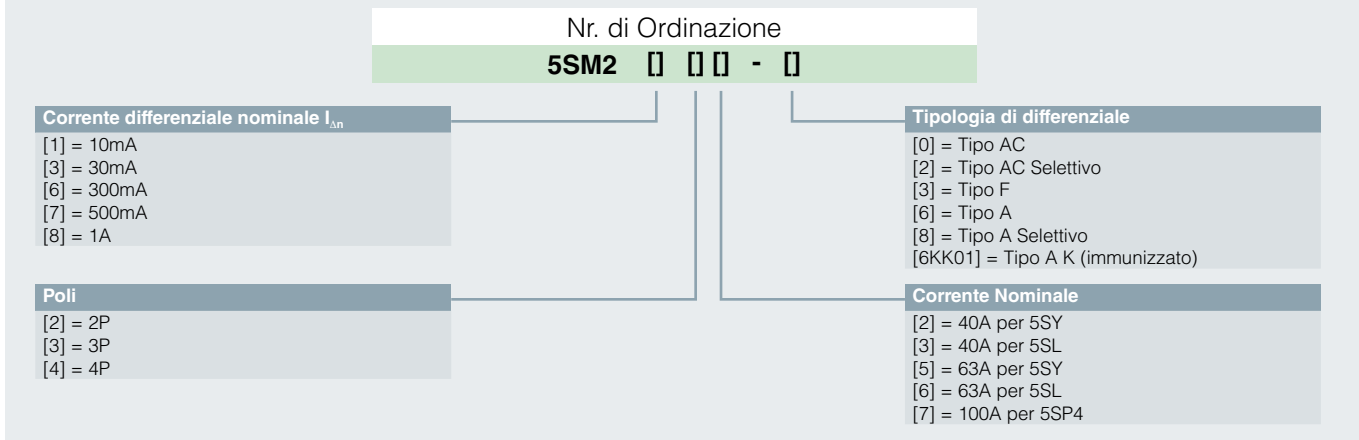 Nr. di Ordinazione
5SM2 [] [] [] - []
Corrente differenziale nominale I∆n
[1] = 10mA
[3] = 30mA
[6] = 300mA
[7] = 500mA
[8] = 1A
Poli
[2] = 2P
[3] = 3P
[4] = 4P
Tipologia di differenziale
[0] = Tipo AC
[2] = Tipo AC Selettivo
[3] = Tipo F
[6] = Tipo A
[8] = Tipo A Selettivo
[6KK01] = Tipo A K (immunizzato)
Corrente Nominale
[2] = 40A per 5SY
[3] = 40A per 5SL
[5] = 63A per 5SY
[6] = 63A per 5SL
[7] = 100A per 5SP4